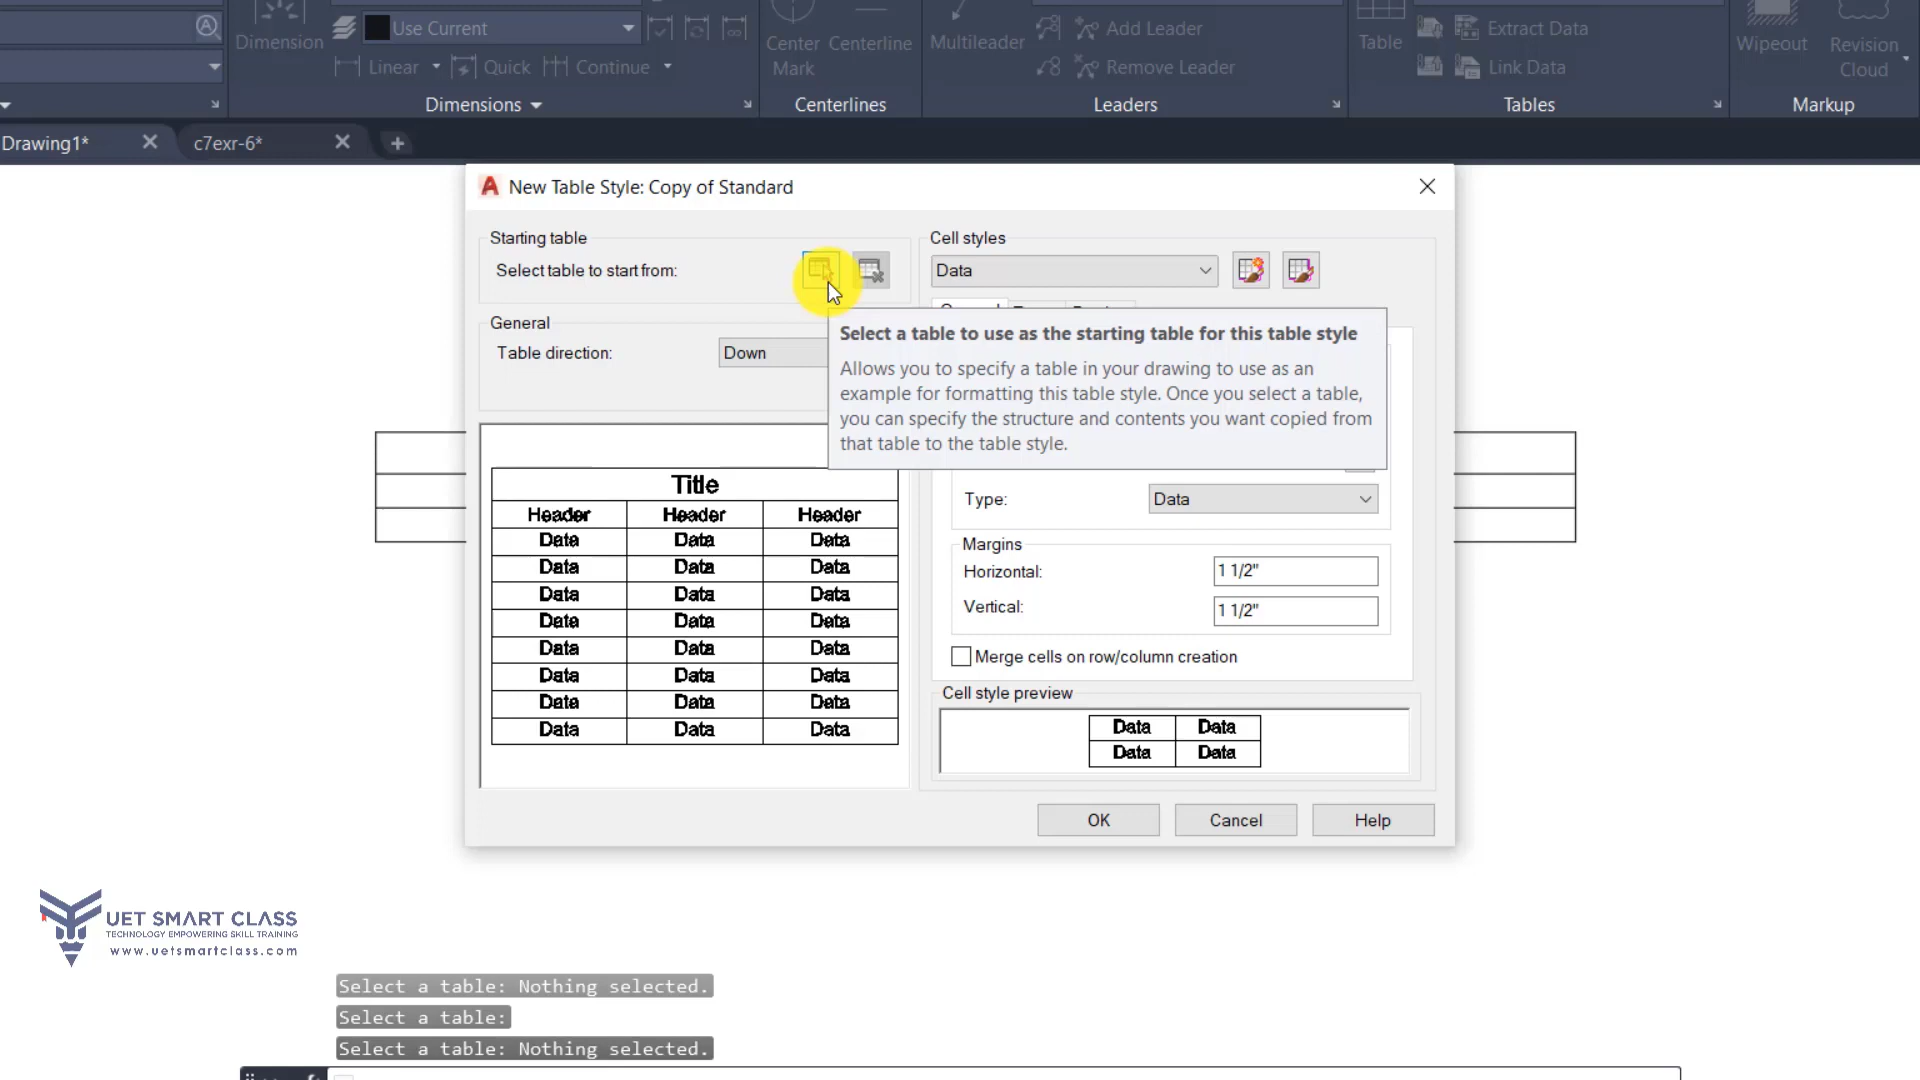 Dimension
Use Current
Linear
Quick
Continue
Dimensions
Center
Mark
Centerline
Centerlines
Multileader
Add Leader
Remove Leader
Leaders
Table
Extract Data
Link Data
Tables
Wipeout
Revision
Cloud
Markup
Drawing1*
c7exr-6*
New Table Style: Copy of Standard
Starting table
Select table to start from:
Cell styles
Data
General
Table direction:
Down
Select a table to use as the starting table for this table style
Allows you to specify a table in your drawing to use as an
example for formatting this table style. Once you select a table,
you can specify the structure and contents you want copied from
that table to the table style.
Title
Header Header Header
Data Data Data
Data Data Data
Data Data Data
Data Data Data
Data Data Data
Data Data Data
Data Data Data
Data Data Data
Type:
Data
Margins
Horizontal:
1 1/2"
Vertical:
1 1/2"
Merge cells on row/column creation
Cell style preview
Data Data
Data Data
OK
Cancel
Help
UET SMART CLASS
TECHNOLOGY EMPOWERING SKILL TRAINING
www.uetsmartclass.com
Select a table: Nothing selected.
Select a table:
Select a table: Nothing selected.